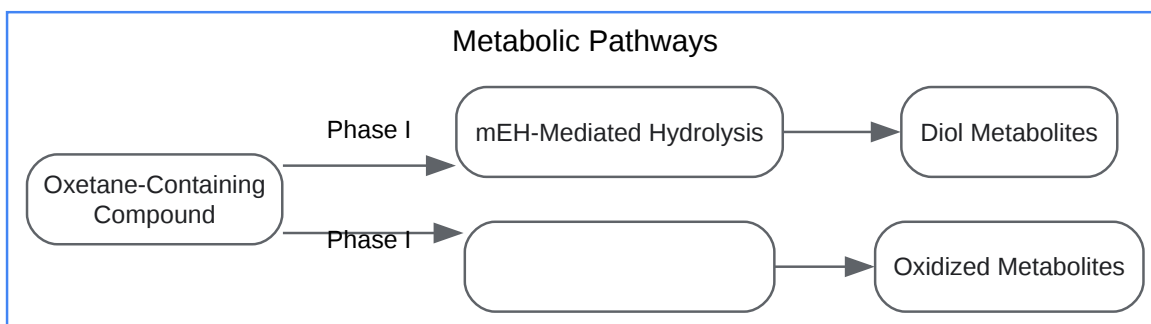 Metabolic Pathways
Phase I
mEH-Mediated Hydrolysis
Diol Metabolites
Oxetane-Containing
Compound
Phase I
Oxidized Metabolites